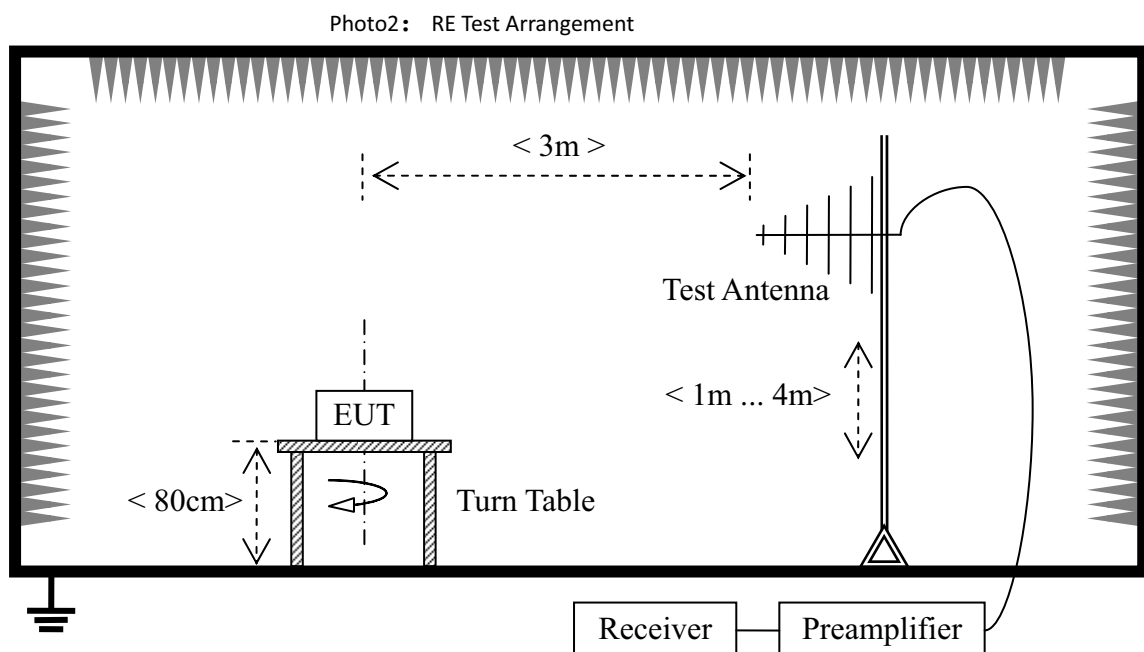 Photo2： RE Test Arrangement
< 3m >
Test Antenna
< 1m ... 4m>
EUT
< 80cm>
Turn Table
Receiver
Preamplifier